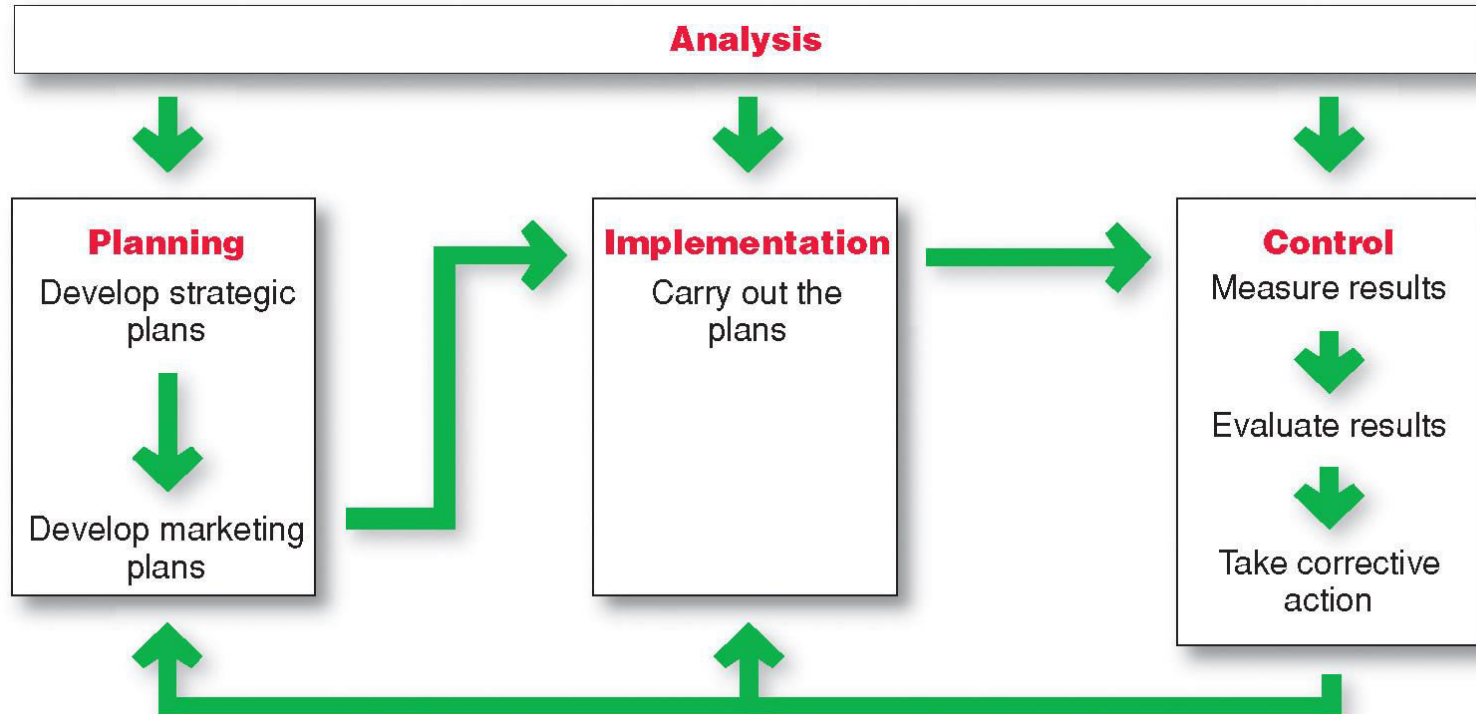 Analysis
Planning
Develop strategic
plans
Develop marketing
plans
Implementation
Carry out the
plans
Control
Measure results
Evaluate results
Take corrective
action